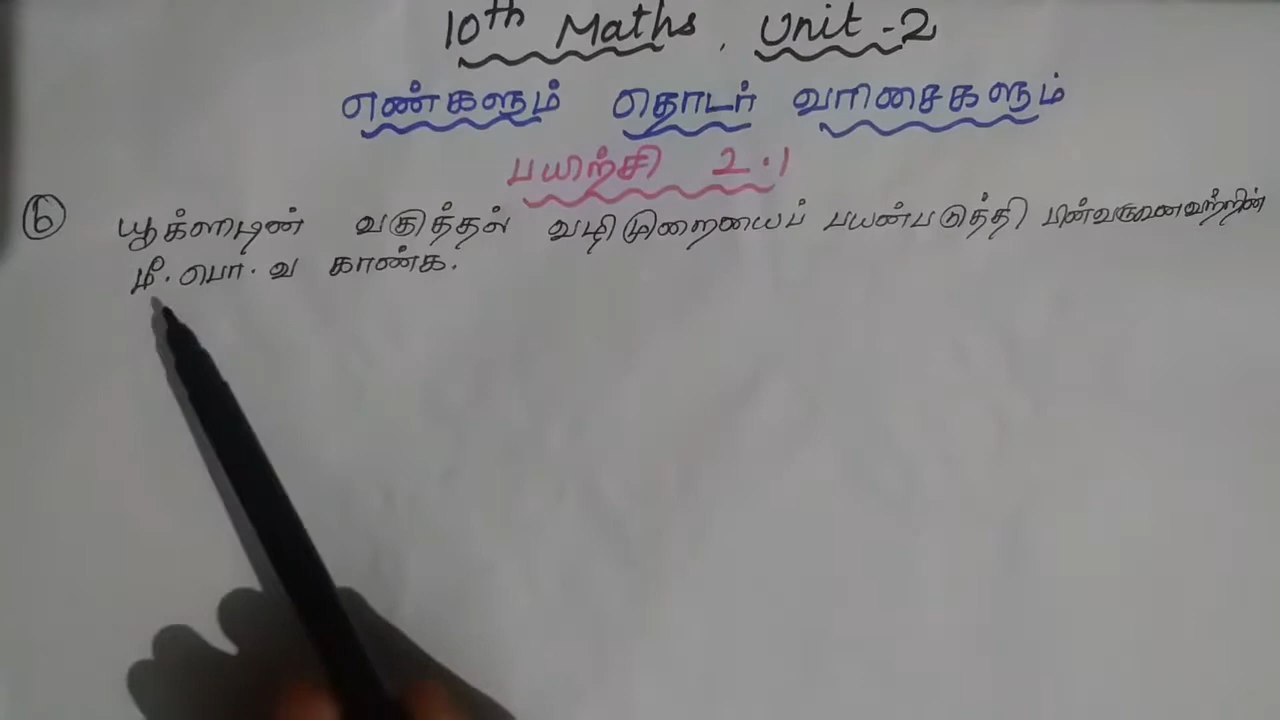 10th Maths, Unit-2
எண்களும் தொடர் வரிசைகளும்
பயிற்சி 2.1
6 யூக்ளிடின் வகுத்தல் வழிமுறையைப் பயன்படுத்தி பின்வருவனவற்றின்
மீ.பொ.வ காண்க.